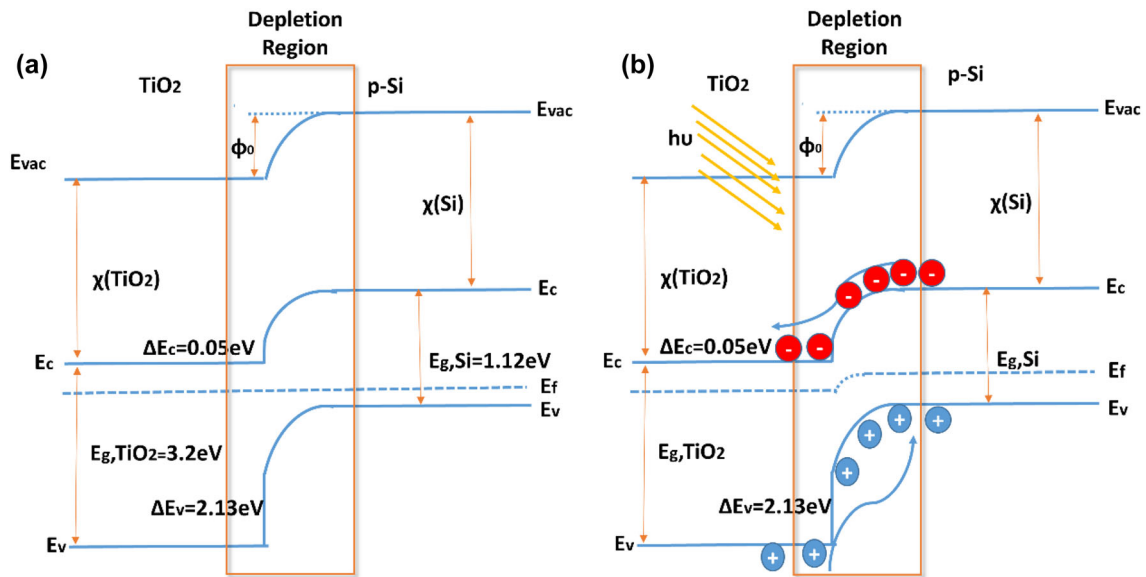 (a)
Depletion
Region
TiO2
p-Si
Evac
Evac
ϕ0
χ(Si)
χ(TiO2)
Ec
ΔEc=0.05eV
Ec
Eg,Si=1.12eV
Ef
Ev
Eg,TiO2=3.2eV
ΔEv=2.13eV
Ev
(b)
Depletion
Region
TiO2
p-Si
Evac
hυ
ϕ0
χ(Si)
χ(TiO2)
- - - -
Ec
ΔEc=0.05eV
- -
Ec
Eg,Si
Ef
Ev
+ + + +
Eg,TiO2
ΔEv=2.13eV
Ev
+ +